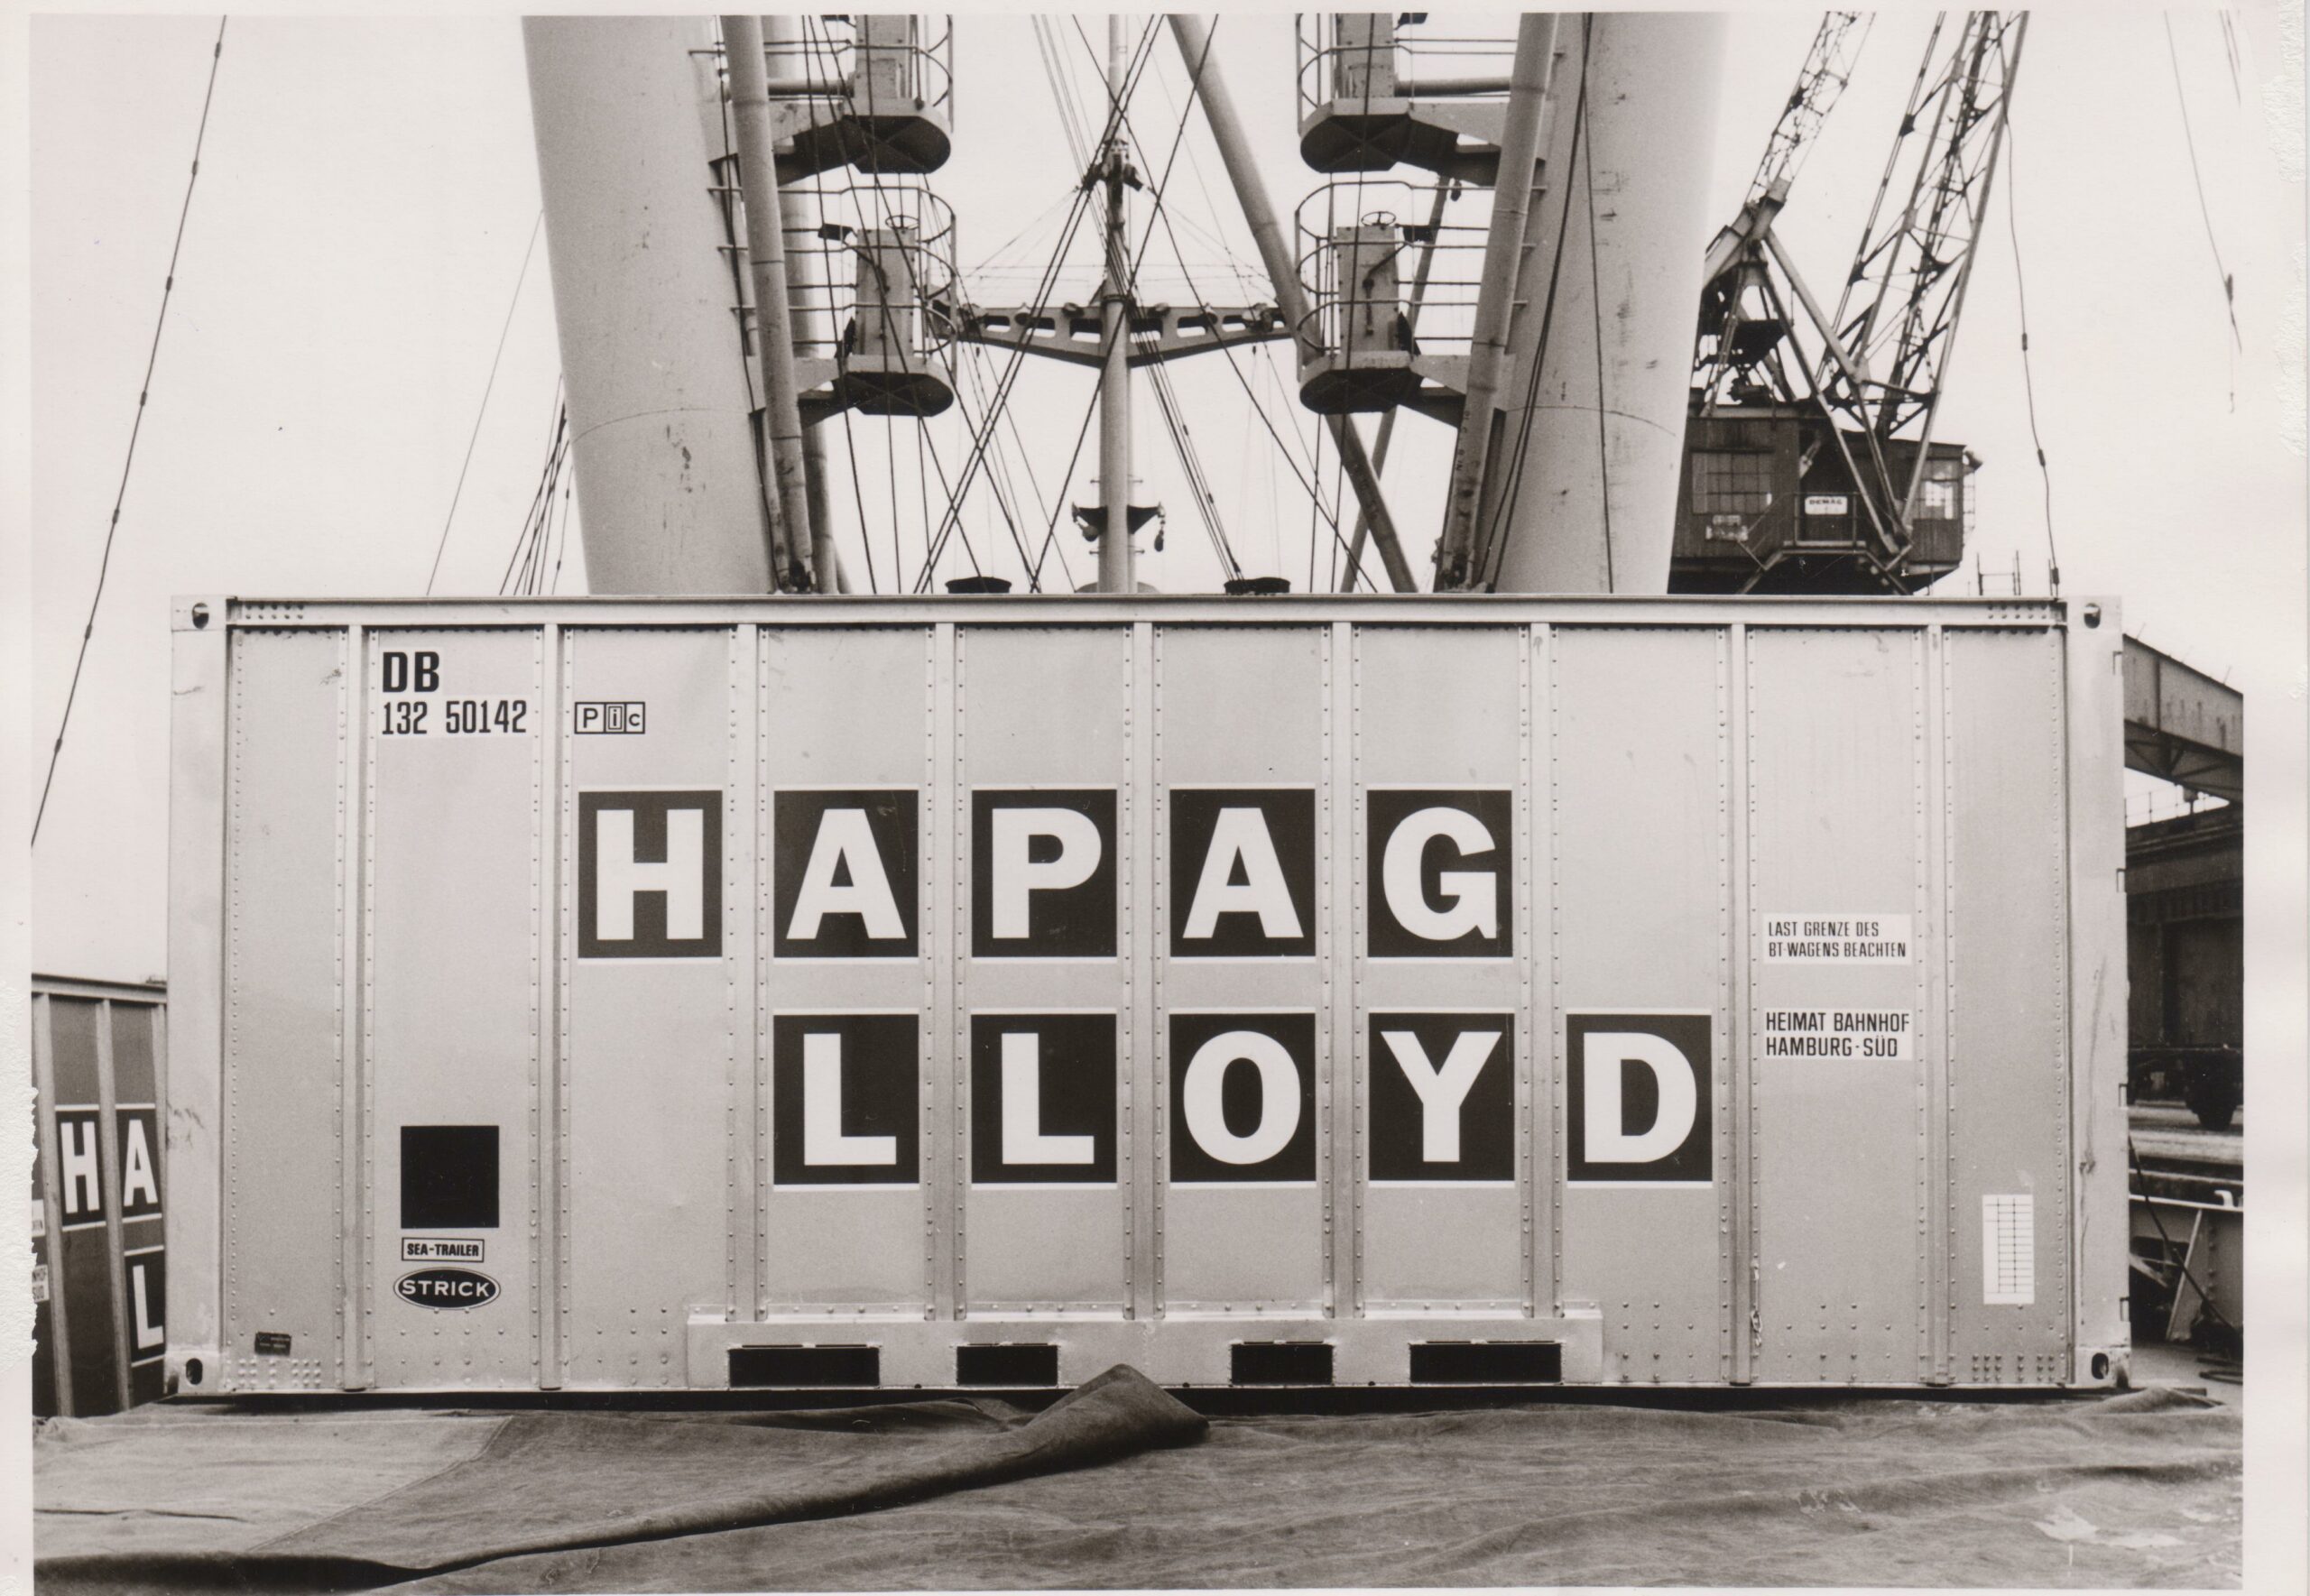 DEMAG
DB
132 50142
Pic
HAPAG
LLOYD
LAST GRENZE DES
BT-WAGENS BEACHTEN
HEIMAT BAHNHOF
HAMBURG-SÜD
SEA-TRAILER
STRICK
HA
L